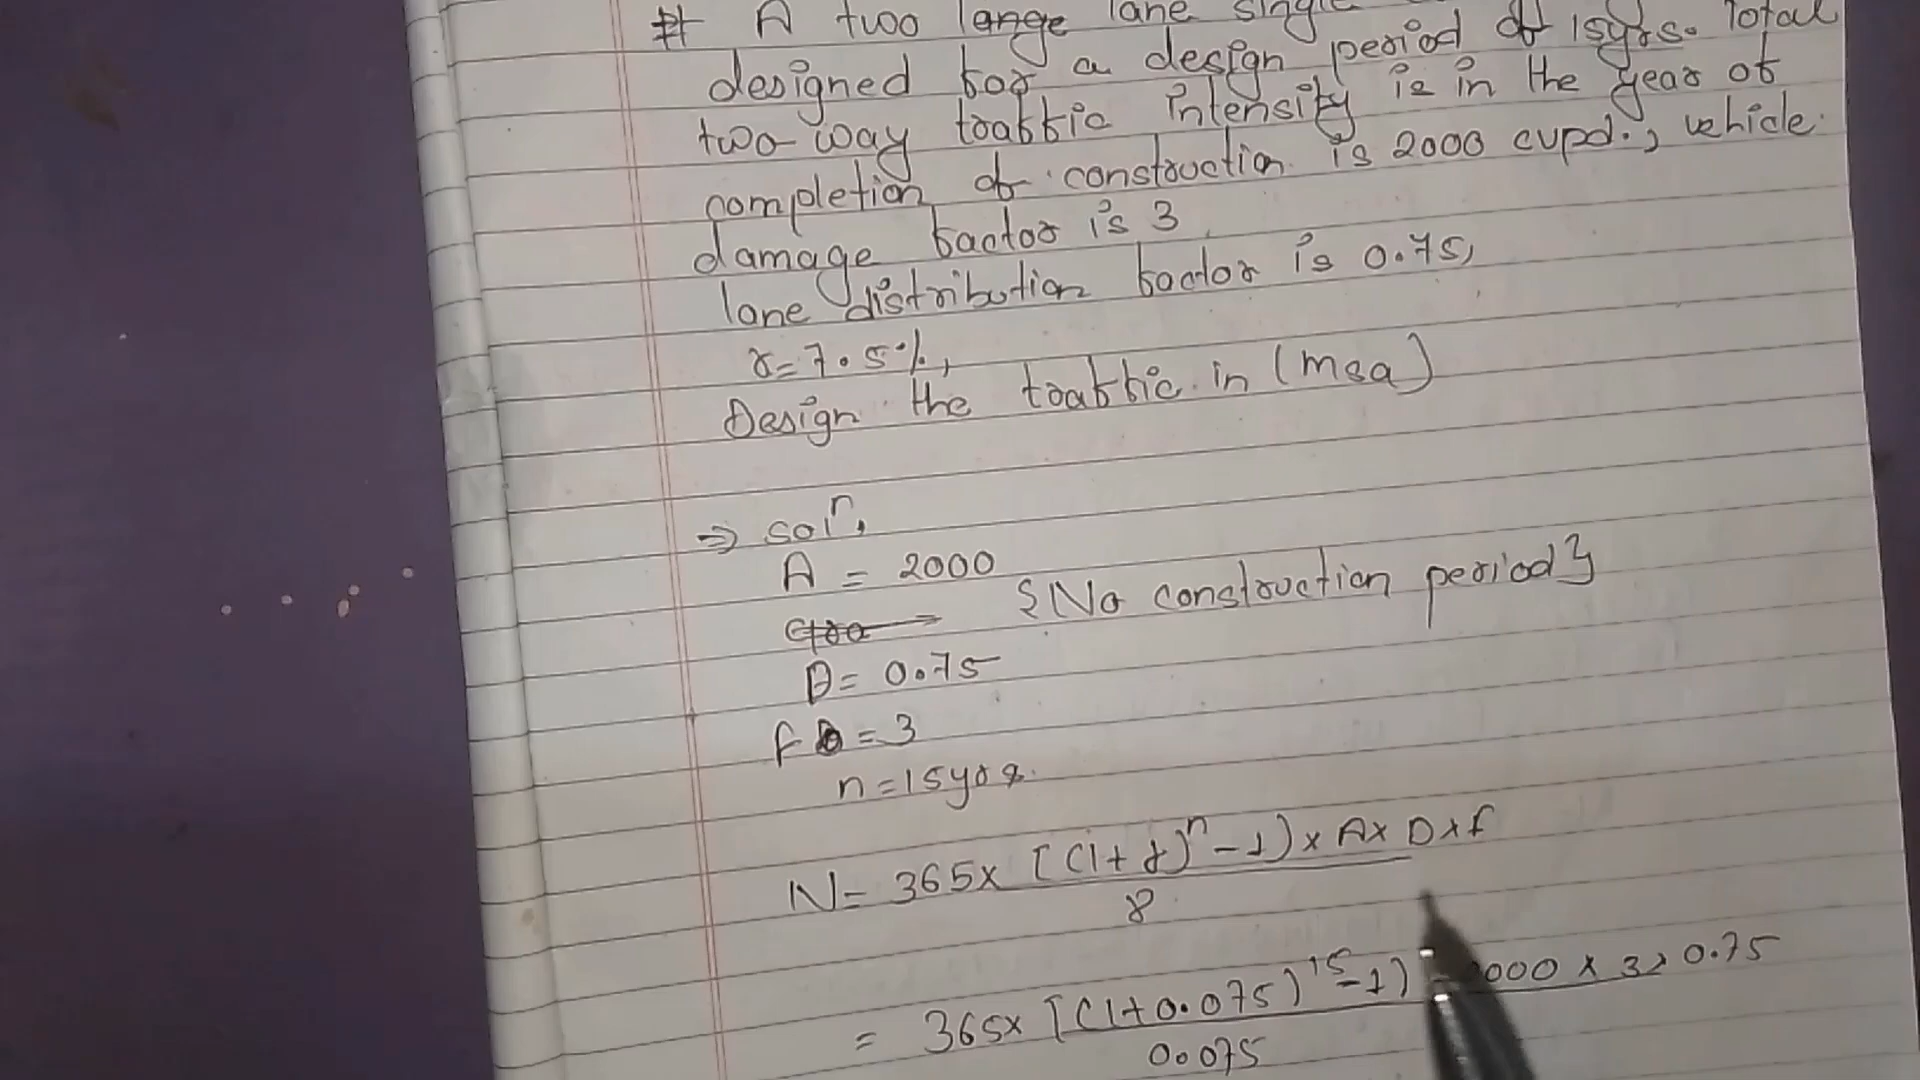 # A two lange lane single
designed for a design period of 15yrs. Total
two-way traffic intensity is in the year of
completion of construction is 2000 cvpd., vehicle
damage factor is 3
lane distribution factor is 0.75,
r=7.5%,
Design the traffic in (msa)
⇒ solⁿ,
A = 2000
{No construction period}
D= 0.75
F = 3
n=15yrs.
N= 365x [(1+r)ⁿ-1] x A x D x F
r
= 365x [(1+0.075)¹⁵-1] 000 x 3 x 0.75
0.075